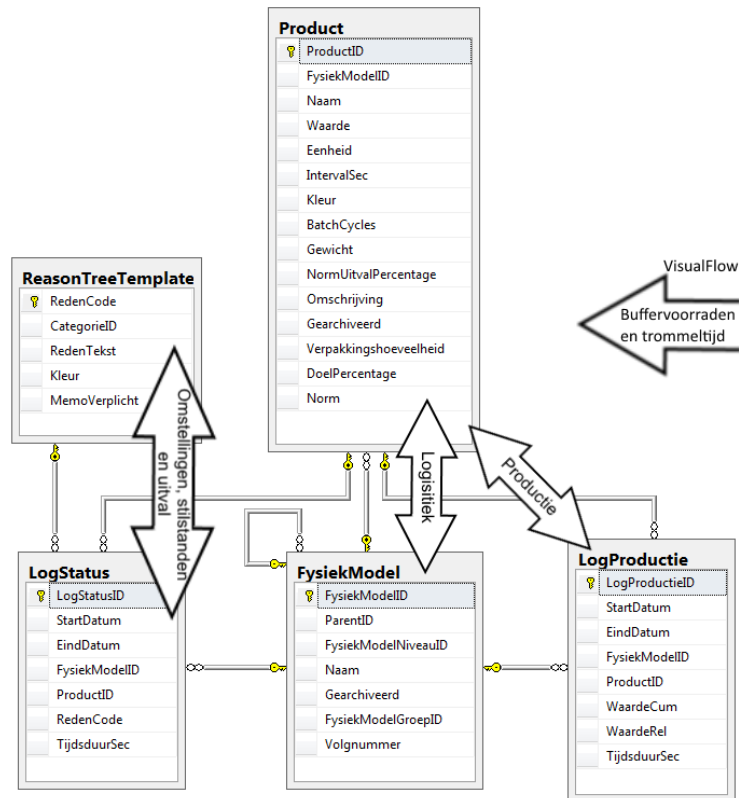 Product
ProductID
FysiekModelID
Naam
Waarde
Eenheid
IntervalSec
Kleur
BatchCycles
Gewicht
NormUitvalPercentage
Omschrijving
Gearchiveerd
Verpakkingshoeveelheid
DoelPercentage
Norm
VisualFlow
Buffervoorraden
en trommeltijd
ReasonTreeTemplate
RedenCode
CategorieID
RedenTekst
Kleur
MemoVerplicht
Omstellingen, stilstanden
en uitval
Logisitiek
Productie
LogStatus
LogStatusID
StartDatum
EindDatum
FysiekModelID
ProductID
RedenCode
TijdsduurSec
FysiekModel
FysiekModelID
ParentID
FysiekModelNiveauID
Naam
Gearchiveerd
FysiekModelGroepID
Volgnummer
LogProductie
LogProductieID
StartDatum
EindDatum
FysiekModelID
ProductID
WaardeCum
WaardeRel
TijdsduurSec